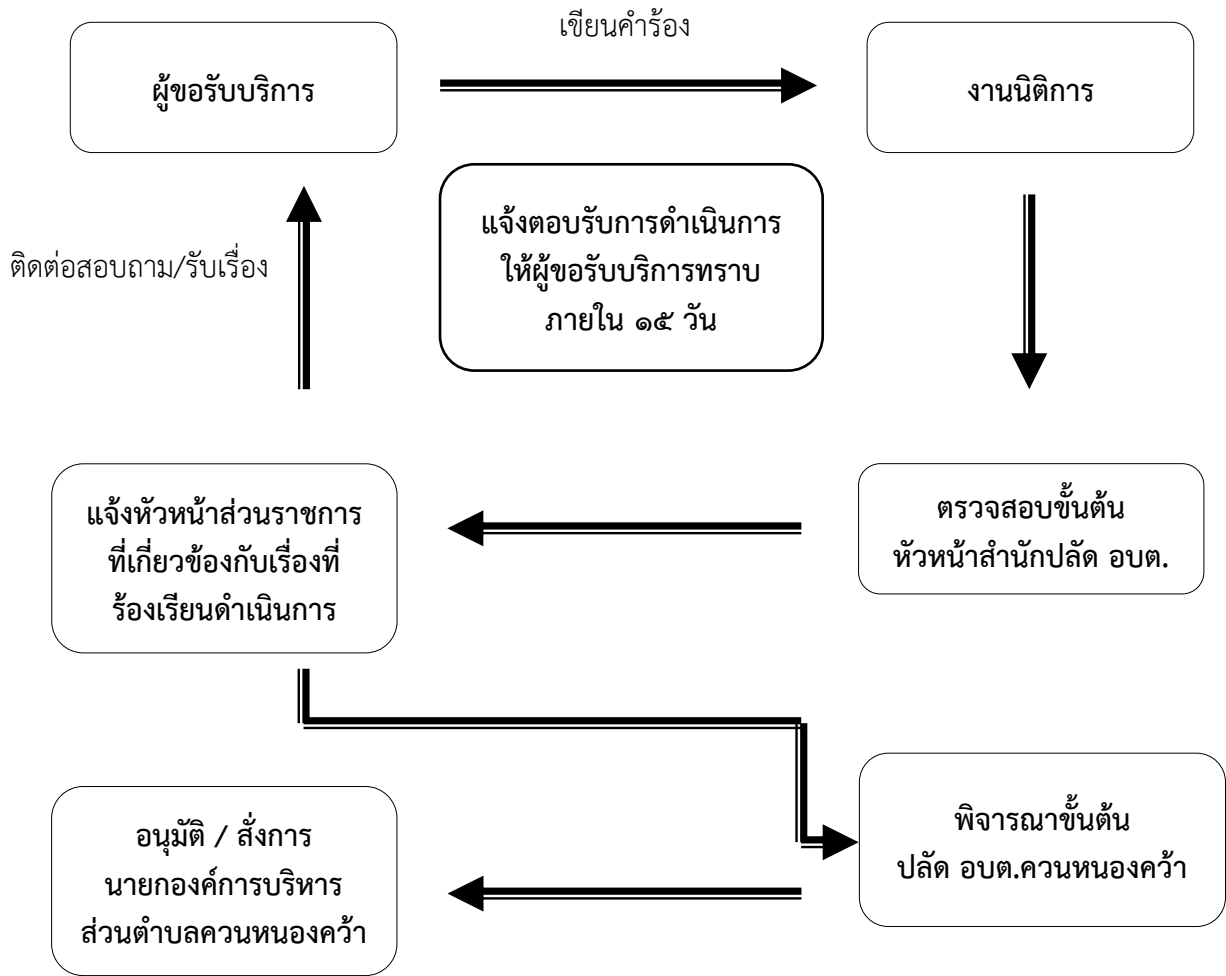 เขียนคำร้อง
ผู้ขอรับบริการ
งานนิติการ
แจ้งตอบรับการดำเนินการ
ให้ผู้ขอรับบริการทราบ
ภายใน ๑๕ วัน
ติดต่อสอบถาม/รับเรื่อง
แจ้งหัวหน้าส่วนราชการ
ที่เกี่ยวข้องกับเรื่องที่
ร้องเรียนดำเนินการ
ตรวจสอบขั้นต้น
หัวหน้าสำนักปลัด อบต.
พิจารณาขั้นต้น
ปลัด อบต.ควนหนองคว้า
อนุมัติ / สั่งการ
นายกองค์การบริหาร
ส่วนตำบลควนหนองคว้า